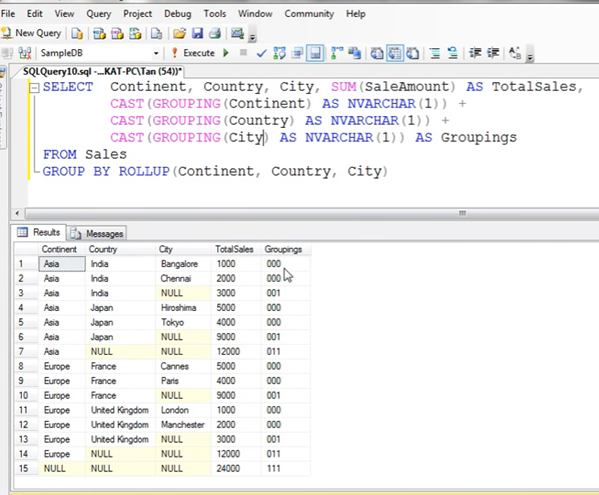 File Edit View Query Project Debug Tools Window Community Help
New Query
SampleDB Execute
SQLQuery10.sql -...KAT-PC\Tan (54))*
SELECT Continent, Country, City, SUM(SaleAmount) AS TotalSales,
CAST(GROUPING(Continent) AS NVARCHAR(1)) +
CAST(GROUPING(Country) AS NVARCHAR(1)) +
CAST(GROUPING(City) AS NVARCHAR(1)) AS Groupings
FROM Sales
GROUP BY ROLLUP(Continent, Country, City)
Results Messages
Continent Country City TotalSales Groupings
1 Asia India Bangalore 1000 000
2 Asia India Chennai 2000 000
3 Asia India NULL 3000 001
4 Asia Japan Hiroshima 5000 000
5 Asia Japan Tokyo 4000 000
6 Asia Japan NULL 9000 001
7 Asia NULL NULL 12000 011
8 Europe France Cannes 5000 000
9 Europe France Paris 4000 000
10 Europe France NULL 9000 001
11 Europe United Kingdom London 1000 000
12 Europe United Kingdom Manchester 2000 000
13 Europe United Kingdom NULL 3000 001
14 Europe NULL NULL 12000 011
15 NULL NULL NULL 24000 111